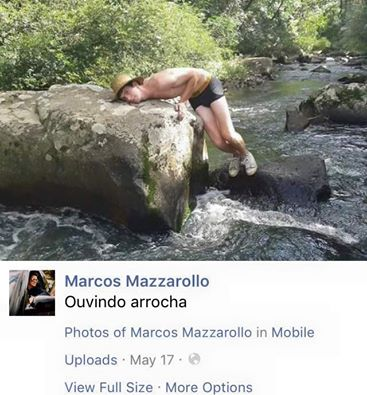 Marcos Mazzarollo
Ouvindo arrocha
Photos of Marcos Mazzarollo in Mobile
Uploads · May 17 ·
View Full Size · More Options